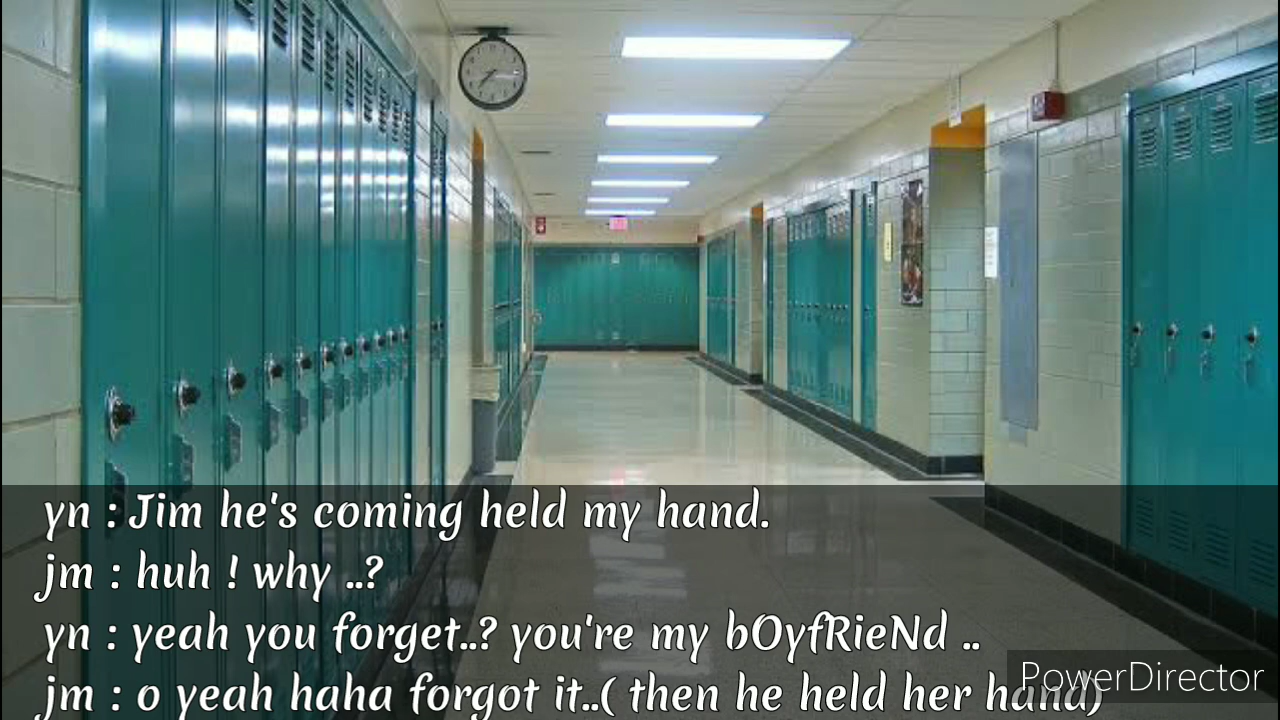 yn : Jim he's coming held my hand.
jm : huh ! why ..?
yn : yeah you forget..? you're my bOyfRieNd ..
jm : o yeah haha forgot it..( then he held her hand)
PowerDirector